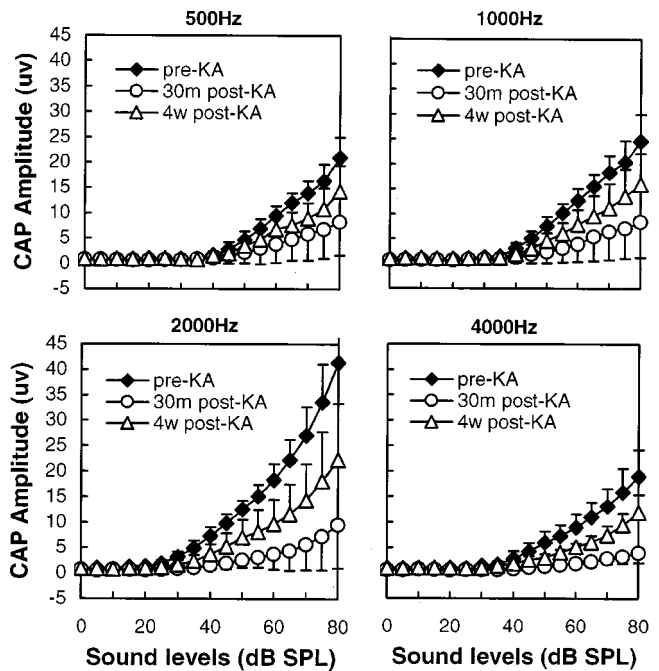 500Hz
1000Hz
CAP Amplitude (uv)
45
40
35
30
25
20
15
10
5
0
-5
pre-KA
30m post-KA
4w post-KA
pre-KA
30m post-KA
4w post-KA
2000Hz
4000Hz
CAP Amplitude (uv)
45
40
35
30
25
20
15
10
5
0
-5
pre-KA
30m post-KA
4w post-KA
pre-KA
30m post-KA
4w post-KA
0 20 40 60 80
0 20 40 60 80
Sound levels (dB SPL)
Sound levels (dB SPL)